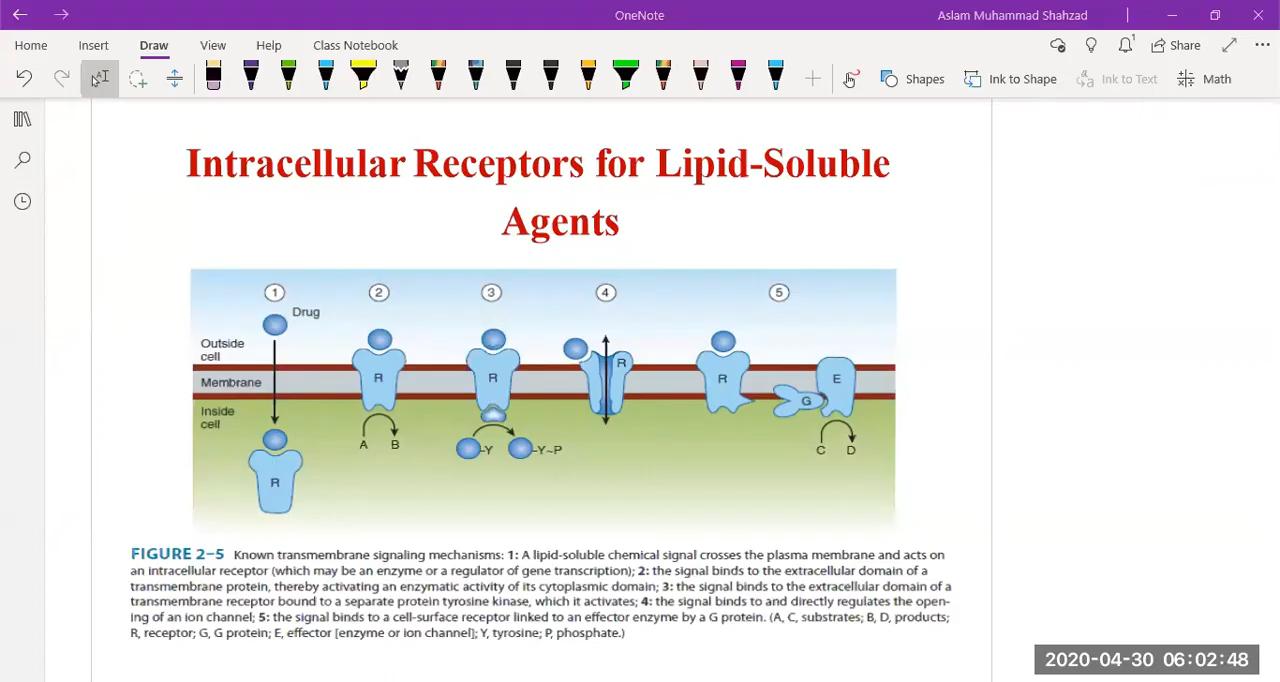 OneNote
Aslam Muhammad Shahzad
Home Insert Draw View Help Class Notebook
Share
Shapes Ink to Shape Ink to Text Math
Intracellular Receptors for Lipid-Soluble
Agents
1 2 3 4 5
Drug
Outside
cell
Membrane
Inside
cell
R
R
A B
R
Y Y~P
R
R
G
E
C D
FIGURE 2–5 Known transmembrane signaling mechanisms: 1: A lipid-soluble chemical signal crosses the plasma membrane and acts on
an intracellular receptor (which may be an enzyme or a regulator of gene transcription); 2: the signal binds to the extracellular domain of a
transmembrane protein, thereby activating an enzymatic activity of its cytoplasmic domain; 3: the signal binds to the extracellular domain of a
transmembrane receptor bound to a separate protein tyrosine kinase, which it activates; 4: the signal binds to and directly regulates the open-
ing of an ion channel; 5: the signal binds to a cell-surface receptor linked to an effector enzyme by a G protein. (A, C, substrates; B, D, products;
R, receptor; G, G protein; E, effector [enzyme or ion channel]; Y, tyrosine; P, phosphate.)
2020-04-30 06:02:48